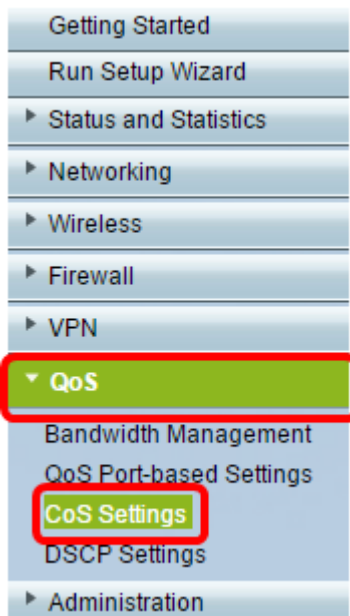 Getting Started
Run Setup Wizard
Status and Statistics
Networking
Wireless
Firewall
VPN
QoS
Bandwidth Management
QoS Port-based Settings
CoS Settings
DSCP Settings
Administration